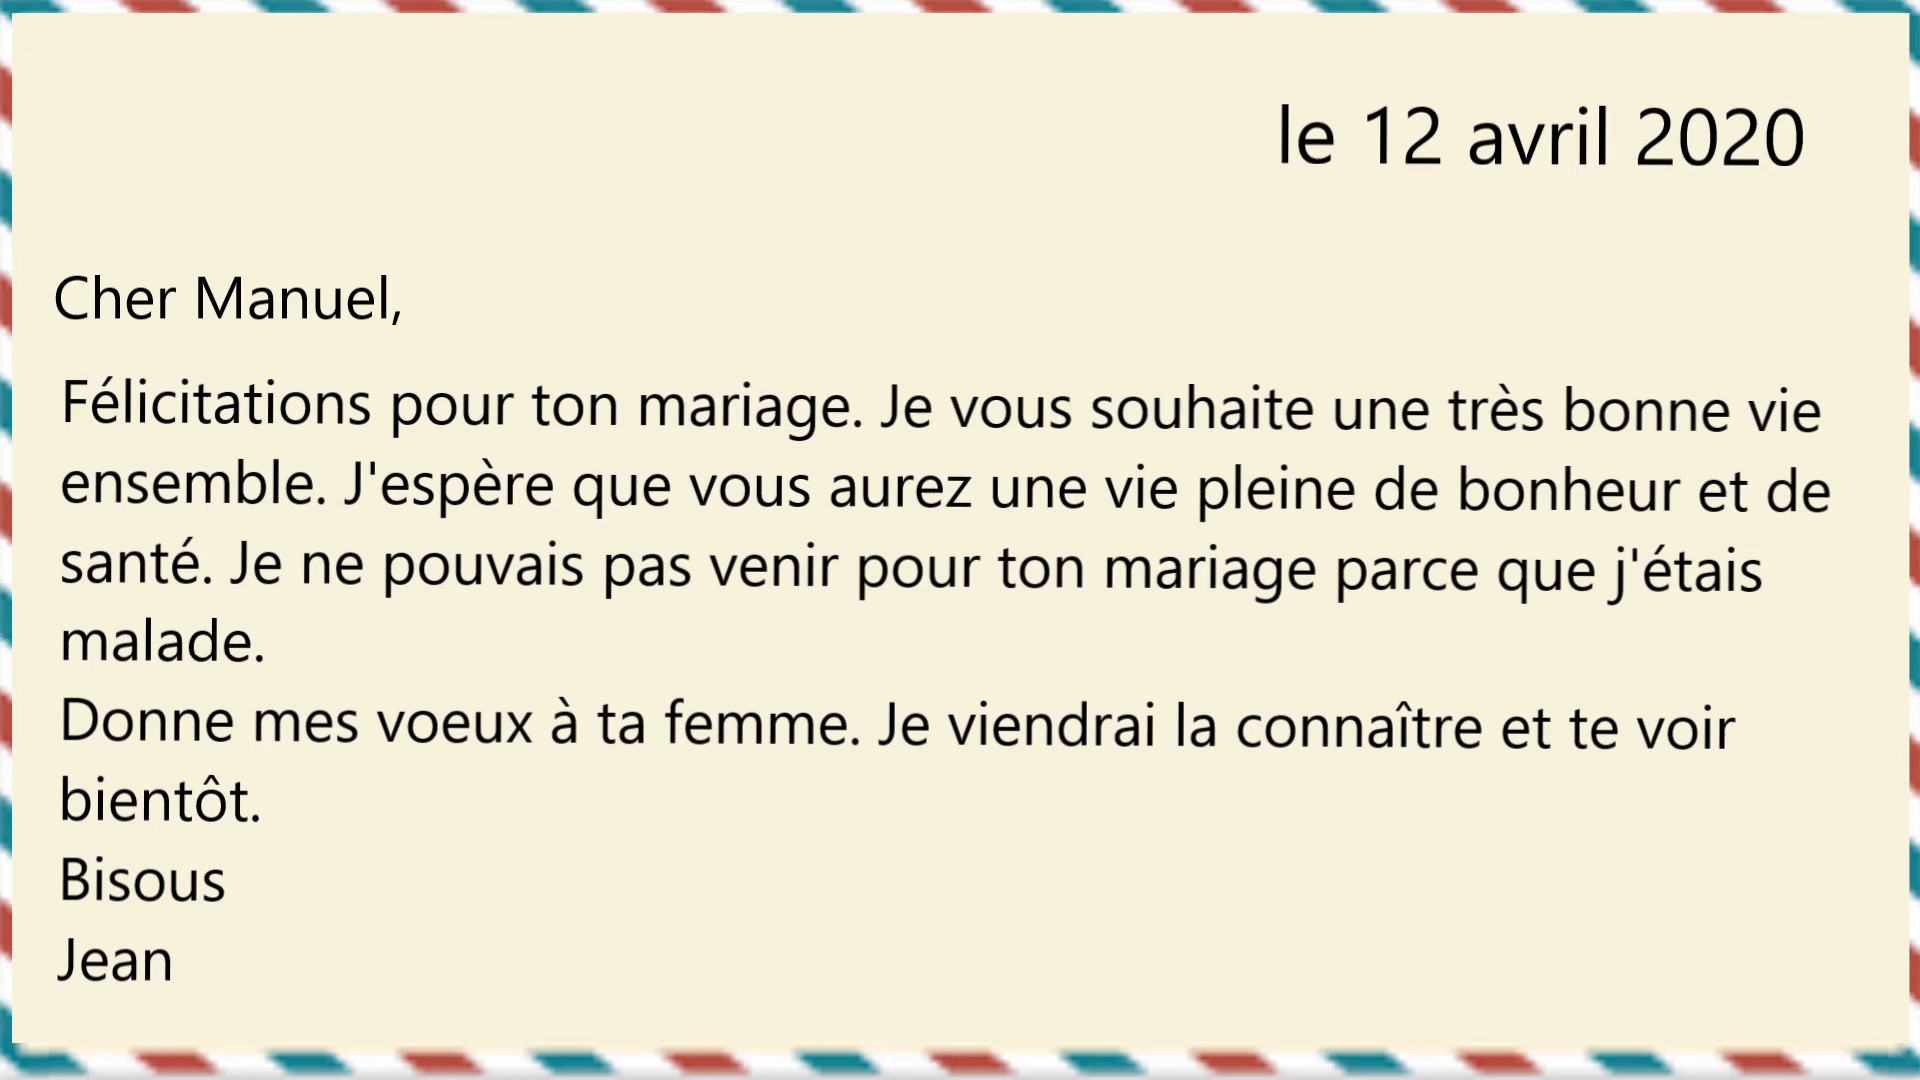 le 12 avril 2020
Cher Manuel,
Félicitations pour ton mariage. Je vous souhaite une très bonne vie
ensemble. J'espère que vous aurez une vie pleine de bonheur et de
santé. Je ne pouvais pas venir pour ton mariage parce que j'étais
malade.
Donne mes voeux à ta femme. Je viendrai la connaître et te voir
bientôt.
Bisous
Jean